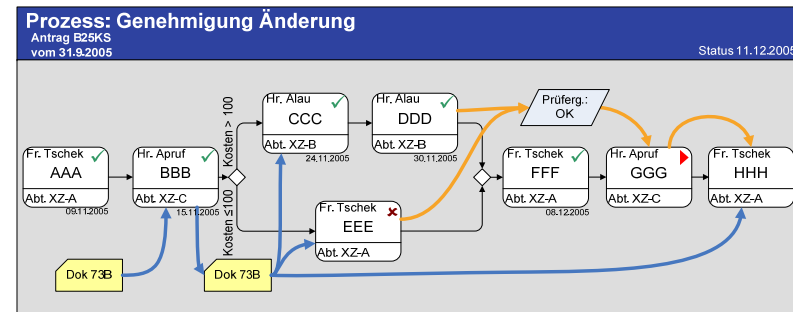 Prozess: Genehmigung Änderung
Antrag B25KS
vom 31.9.2005
Status 11.12.2005
Fr. Tschek
AAA
Abt. XZ-A
09.11.2005
Hr. Apruf
BBB
Abt. XZ-C
15.11.2005
Kosten > 100
Kosten ≤100
Hr. Alau
CCC
Abt. XZ-B
24.11.2005
Hr. Alau
DDD
Abt. XZ-B
30.11.2005
Fr. Tschek
EEE
Abt. XZ-A
Prüferg.:
OK
Fr. Tschek
FFF
Abt. XZ-A
08.12.2005
Hr. Apruf
GGG
Abt. XZ-C
Fr. Tschek
HHH
Abt. XZ-A
Dok 73B
Dok 73B